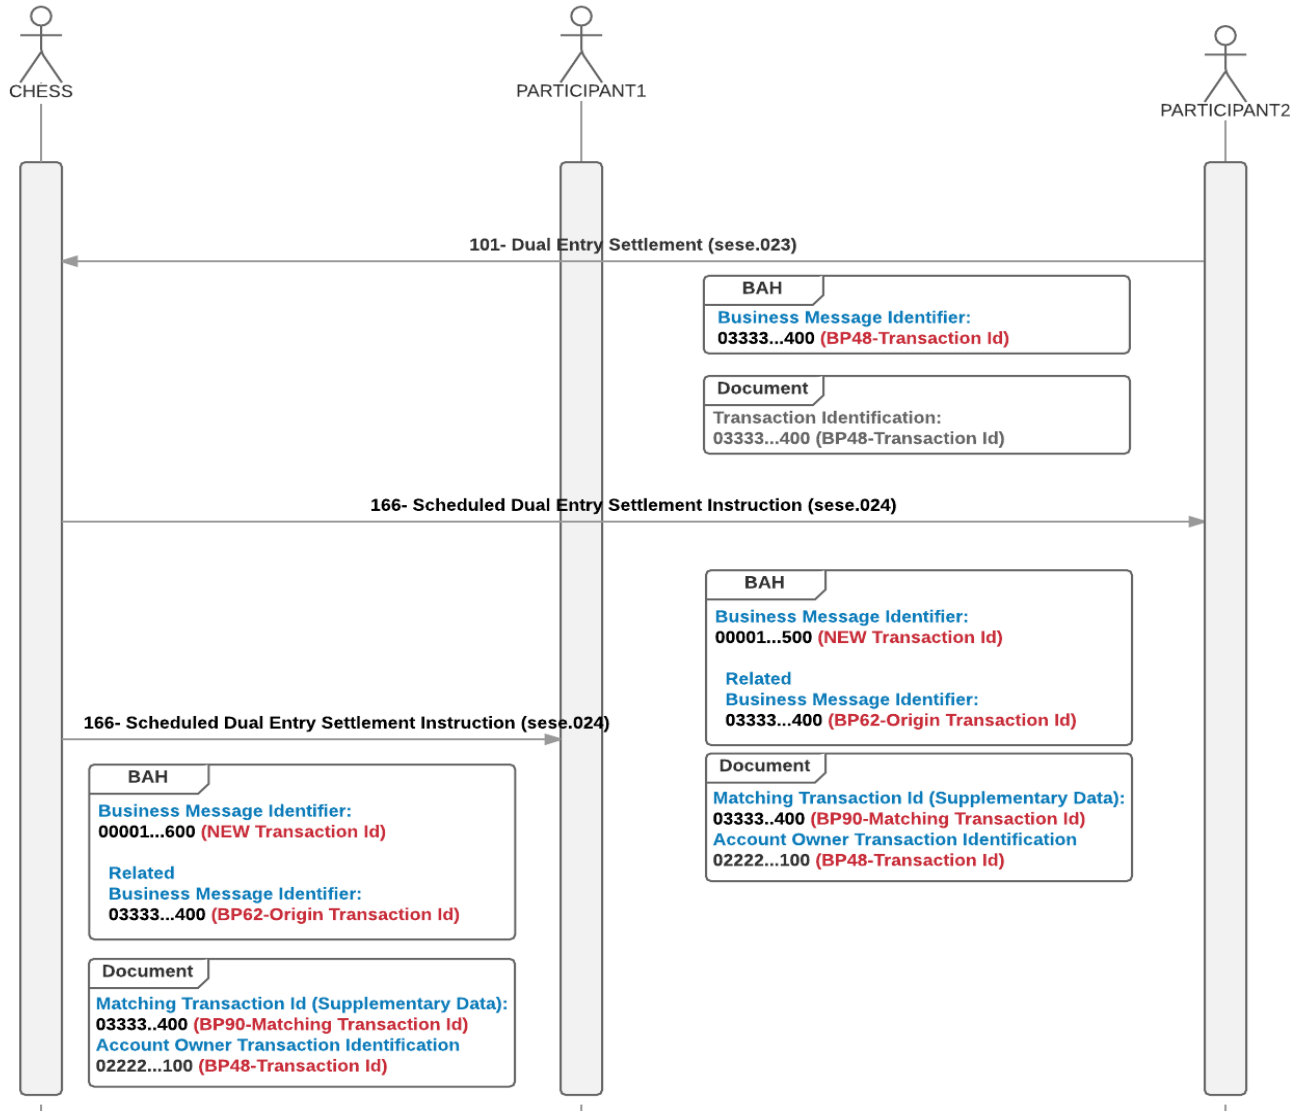 CHESS
PARTICIPANT1
PARTICIPANT2
101- Dual Entry Settlement (sese.023)
BAH
Business Message Identifier:
03333...400 (BP48-Transaction Id)
Document
Transaction Identification:
03333...400 (BP48-Transaction Id)
166- Scheduled Dual Entry Settlement Instruction (sese.024)
BAH
Business Message Identifier:
00001...500 (NEW Transaction Id)
Related
Business Message Identifier:
03333...400 (BP62-Origin Transaction Id)
Document
Matching Transaction Id (Supplementary Data):
03333..400 (BP90-Matching Transaction Id)
Account Owner Transaction Identification
02222...100 (BP48-Transaction Id)
166- Scheduled Dual Entry Settlement Instruction (sese.024)
BAH
Business Message Identifier:
00001...600 (NEW Transaction Id)
Related
Business Message Identifier:
03333...400 (BP62-Origin Transaction Id)
Document
Matching Transaction Id (Supplementary Data):
03333..400 (BP90-Matching Transaction Id)
Account Owner Transaction Identification
02222...100 (BP48-Transaction Id)